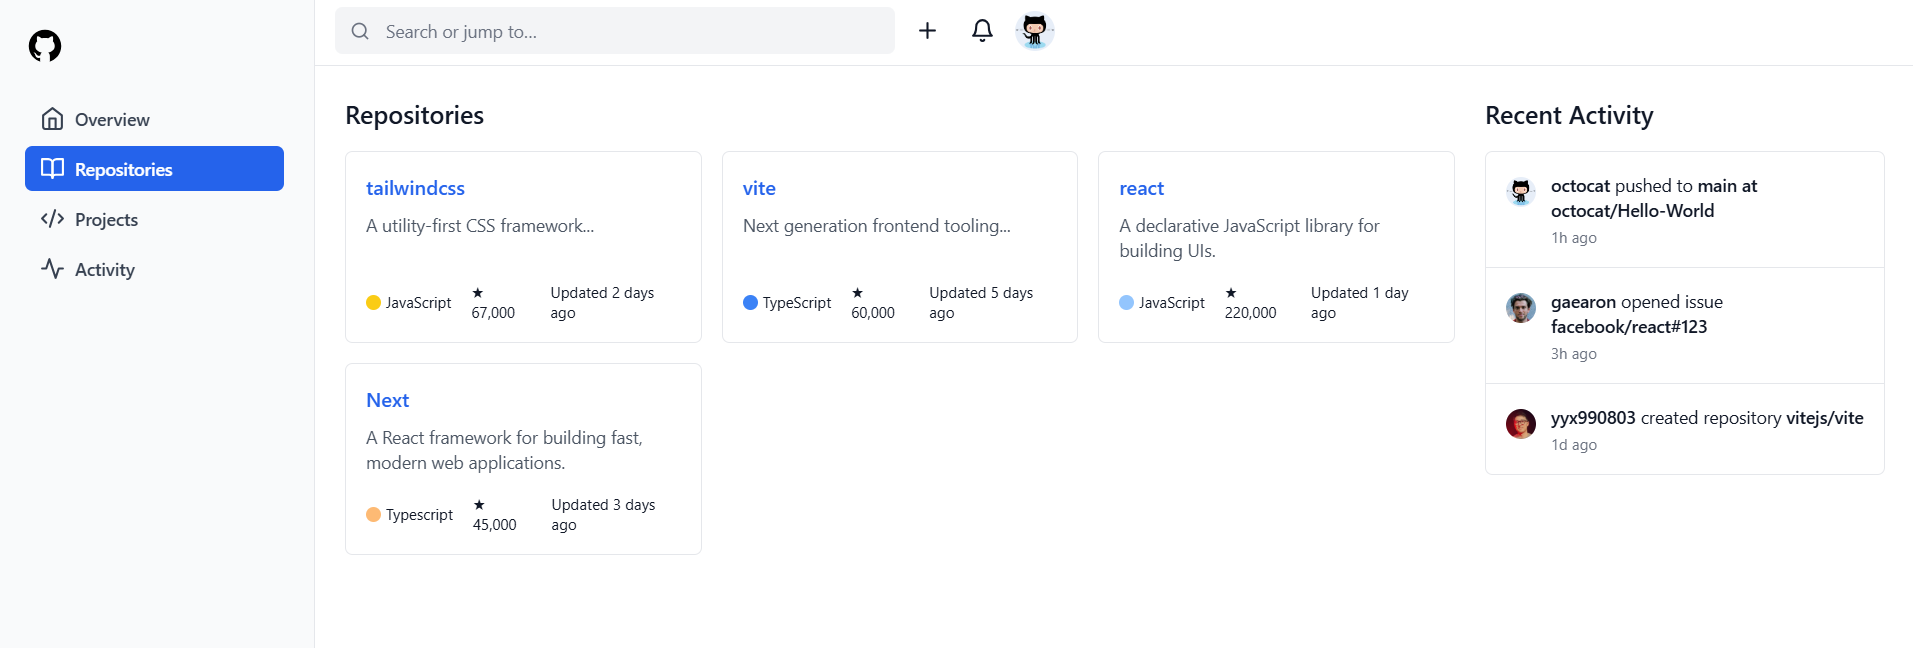 Search or jump to...
Overview
Repositories
Projects
Activity
Repositories
tailwindcss
A utility-first CSS framework...
JavaScript
★
67,000
Updated 2 days
ago
vite
Next generation frontend tooling...
TypeScript
★
60,000
Updated 5 days
ago
react
A declarative JavaScript library for
building UIs.
JavaScript
★
220,000
Updated 1 day
ago
Next
A React framework for building fast,
modern web applications.
Typescript
★
45,000
Updated 3 days
ago
Recent Activity
octocat pushed to main at
octocat/Hello-World
1h ago
gaearon opened issue
facebook/react#123
3h ago
yyx990803 created repository vitejs/vite
1d ago